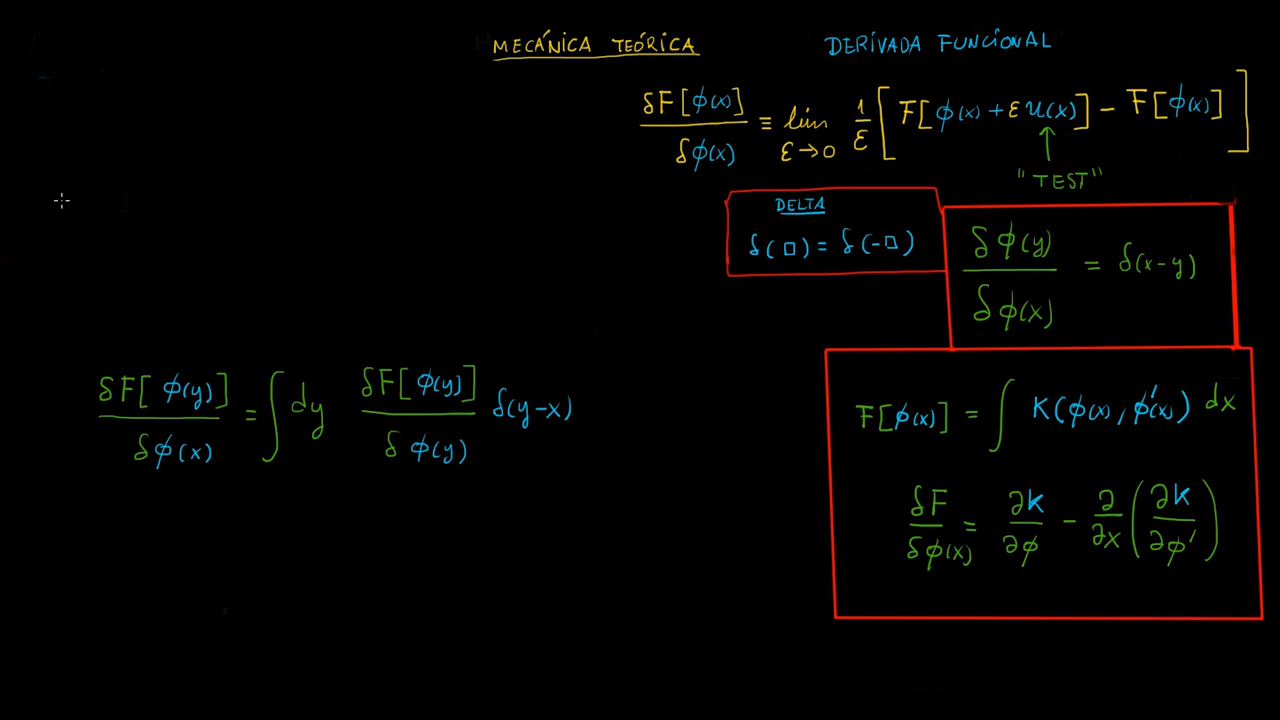 MECÁNICA TEÓRICA
DERIVADA FUNCIONAL
δF[ϕ(x)] / δϕ(x) ≡ lim ε→0 1/ε [ F[ϕ(x) + ε u(x)] − F[ϕ(x)] ]
"TEST"
DELTA
δ(□) = δ(-□)
δϕ(y) / δϕ(x) = δ(x-y)
δF[ϕ(y)] / δϕ(x) = ∫ dy δF[ϕ(y)] / δϕ(y) δ(y-x)
F[ϕ(x)] = ∫ K(ϕ(x), ϕ'(x)) dx
δF / δϕ(x) = ∂K / ∂ϕ − ∂ / ∂x ( ∂K / ∂ϕ' )